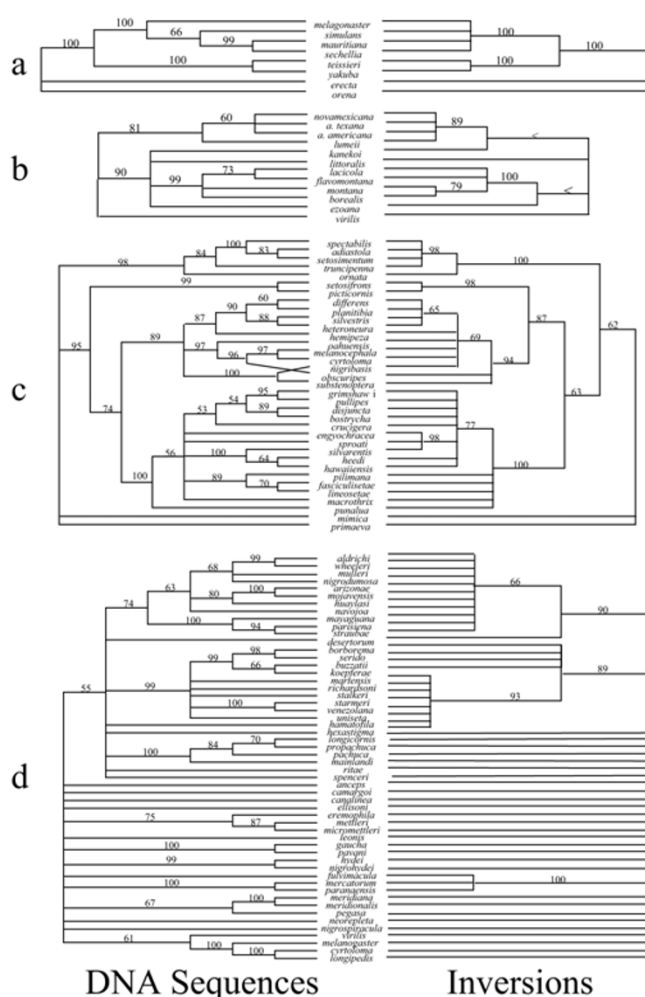 a
100
100
66
99
100
melagonaster
simulans
mauritiana
sechellia
teissieri
yakuba
erecta
orena
100
100
100
b
81
60
90
99
73
novamexicana
a. texana
a. americana
lumeii
kanekoi
littoralis
lacicola
flavomontana
montana
borealis
ezoana
virilis
89
<
100
79
<
c
98
84
100
83
99
95
87
90
60
88
89
97
96
97
100
74
54
95
89
53
56
100
64
100
89
70
spectabilis
adiastola
setosimentum
truncipenna
ornata
setosifrons
picticornis
differens
planitibia
silvestris
heteroneura
hemipeza
oahuensis
melanocephala
cyrtoloma
nigribasis
obscuripes
substenoptera
grimshaw i
pullipes
disjuncta
bostrycha
crucigera
engyochracea
sproati
silvarentis
heedi
hawaiiensis
pilimana
fasciculisetae
lineosetae
macrothrix
punalua
mimica
primaeva
98
100
98
65
69
94
87
62
63
77
98
100
d
99
68
63
80
100
74
100
94
98
99
66
55
99
100
70
84
100
75
87
100
99
100
100
67
61
100
100
aldrichi
wheeleri
mulleri
nigrodumosa
arizonae
mojavensis
huaylasi
navojoa
mayaguana
parisiena
straubae
desertorum
borborema
serido
buzzatii
koepferae
martensis
richardsoni
stalkeri
starmeri
venezolana
uniseta
hamatofila
hexastigma
longicornis
propachuca
pachuca
mainlandi
ritae
spenceri
anceps
camargoi
canalinea
ellisoni
eremophila
mettleri
micromettleri
leonis
gaucha
pavani
hydei
nigrohydei
fulvimacula
mercatorum
paranaensis
meridiana
meridionalis
pegasa
neorepleta
nigrospiracula
virilis
melanogaster
cyrtoloma
longipedis
66
90
89
93
100
DNA Sequences
Inversions